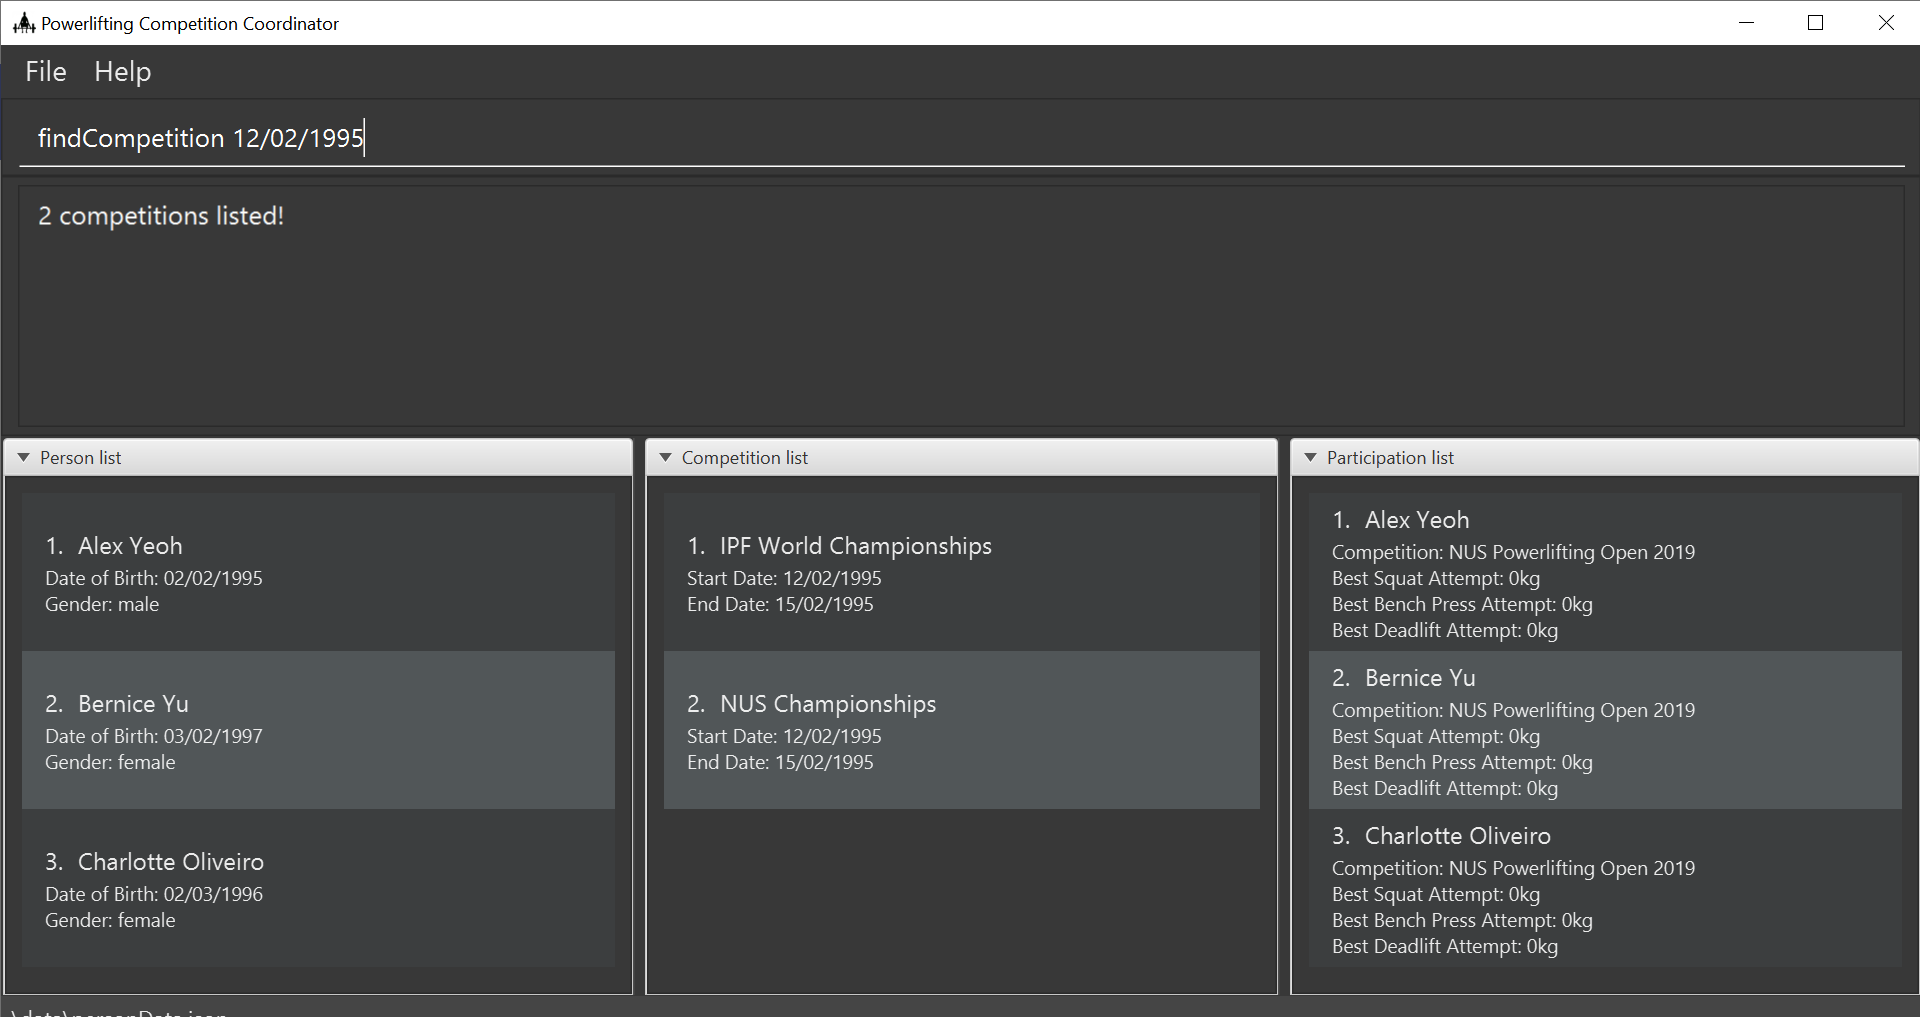 Powerlifting Competition Coordinator
File Help
findCompetition 12/02/1995
2 competitions listed!
Person list
1. Alex Yeoh
Date of Birth: 02/02/1995
Gender: male
2. Bernice Yu
Date of Birth: 03/02/1997
Gender: female
3. Charlotte Oliveiro
Date of Birth: 02/03/1996
Gender: female
Competition list
1. IPF World Championships
Start Date: 12/02/1995
End Date: 15/02/1995
2. NUS Championships
Start Date: 12/02/1995
End Date: 15/02/1995
Participation list
1. Alex Yeoh
Competition: NUS Powerlifting Open 2019
Best Squat Attempt: 0kg
Best Bench Press Attempt: 0kg
Best Deadlift Attempt: 0kg
2. Bernice Yu
Competition: NUS Powerlifting Open 2019
Best Squat Attempt: 0kg
Best Bench Press Attempt: 0kg
Best Deadlift Attempt: 0kg
3. Charlotte Oliveiro
Competition: NUS Powerlifting Open 2019
Best Squat Attempt: 0kg
Best Bench Press Attempt: 0kg
Best Deadlift Attempt: 0kg